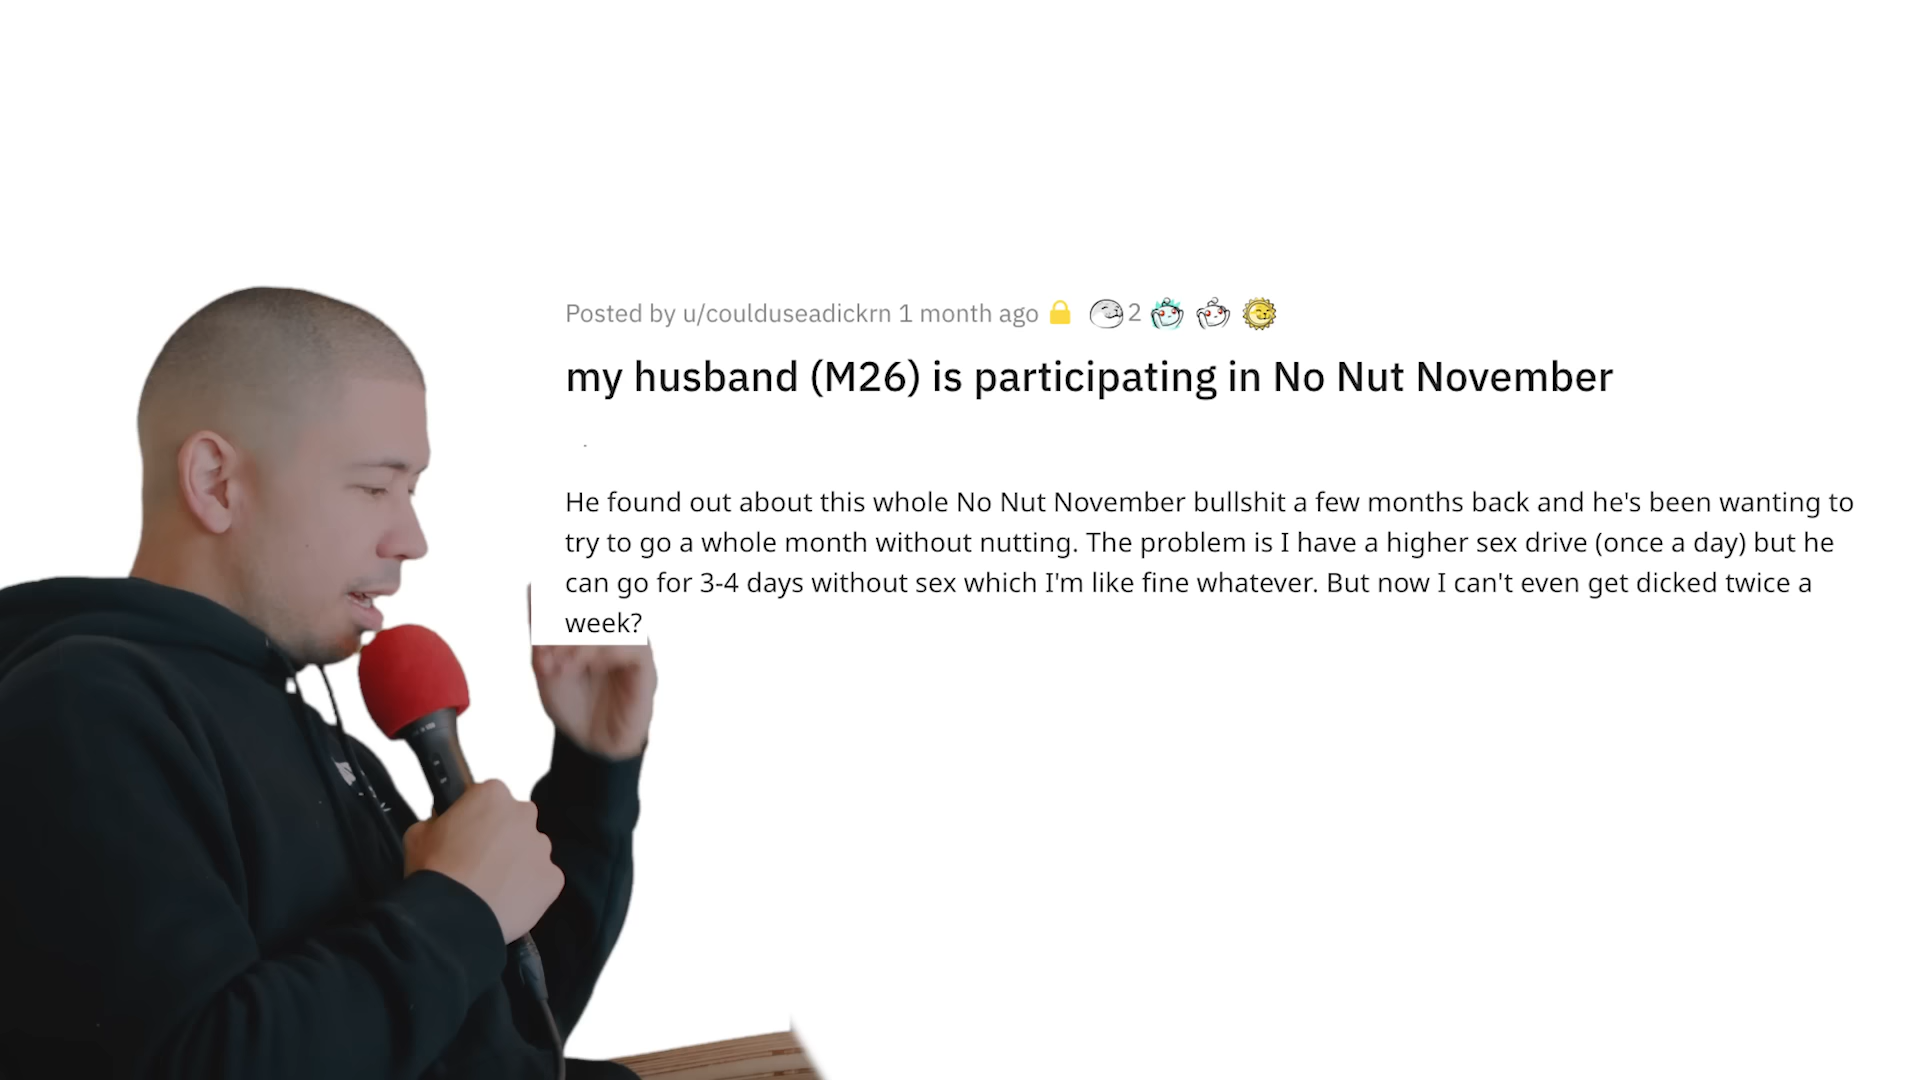 Posted by u/coulduseadickrn 1 month ago 2
my husband (M26) is participating in No Nut November
He found out about this whole No Nut November bullshit a few months back and he's been wanting to
try to go a whole month without nutting. The problem is I have a higher sex drive (once a day) but he
can go for 3-4 days without sex which I'm like fine whatever. But now I can't even get dicked twice a
week?